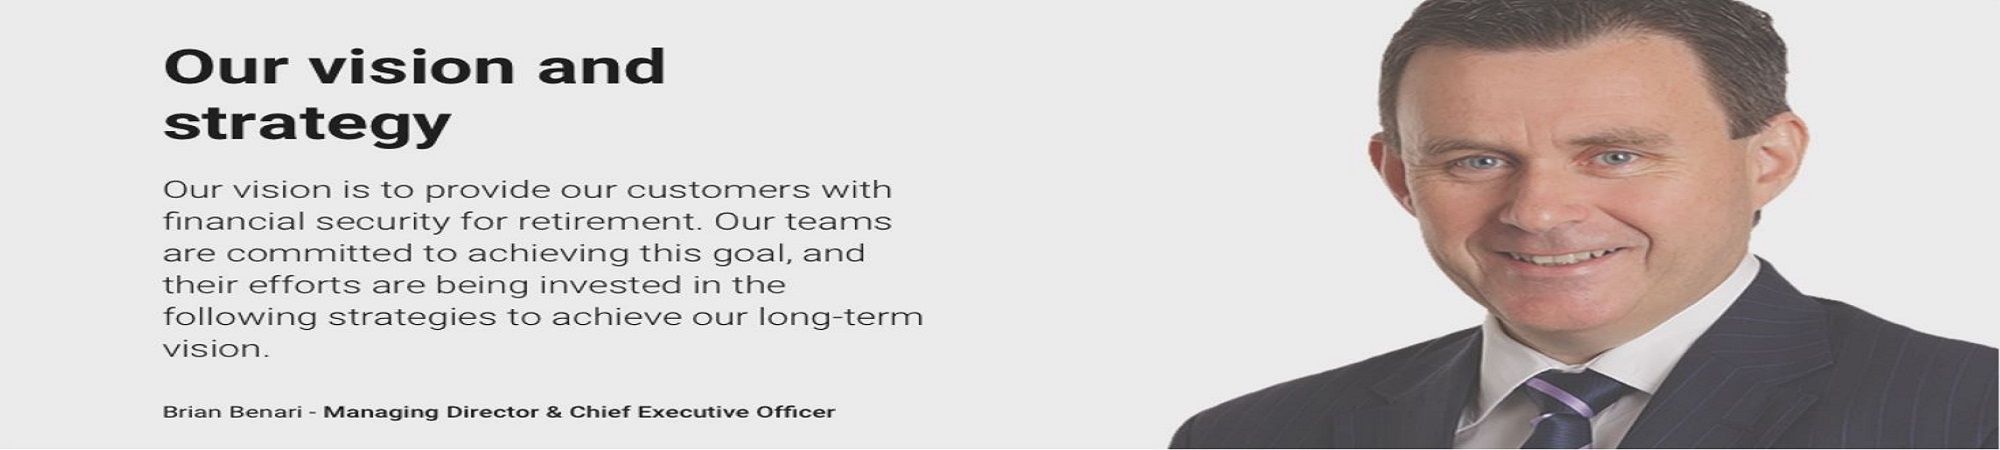 Our vision and
strategy
Our vision is to provide our customers with
financial security for retirement. Our teams
are committed to achieving this goal, and
their efforts are being invested in the
following strategies to achieve our long-term
vision.
Brian Benari - Managing Director & Chief Executive Officer